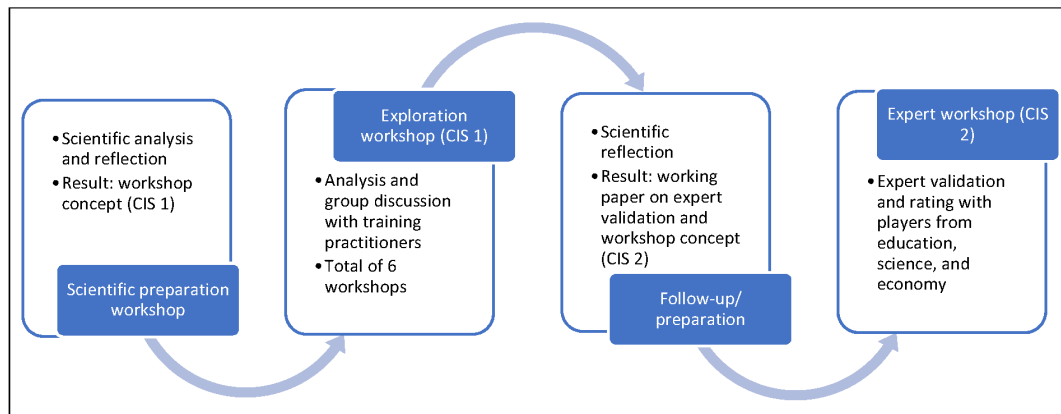 • Scientific analysis
and reflection
• Result: workshop
concept (CIS 1)
Scientific preparation
workshop
Exploration
workshop (CIS 1)
• Analysis and
group discussion
with training
practitioners
• Total of 6
workshops
• Scientific
reflection
• Result: working
paper on expert
validation and
workshop concept
(CIS 2)
Follow-up/
preparation
Expert workshop (CIS
2)
• Expert validation
and rating with
players from
education,
science, and
economy